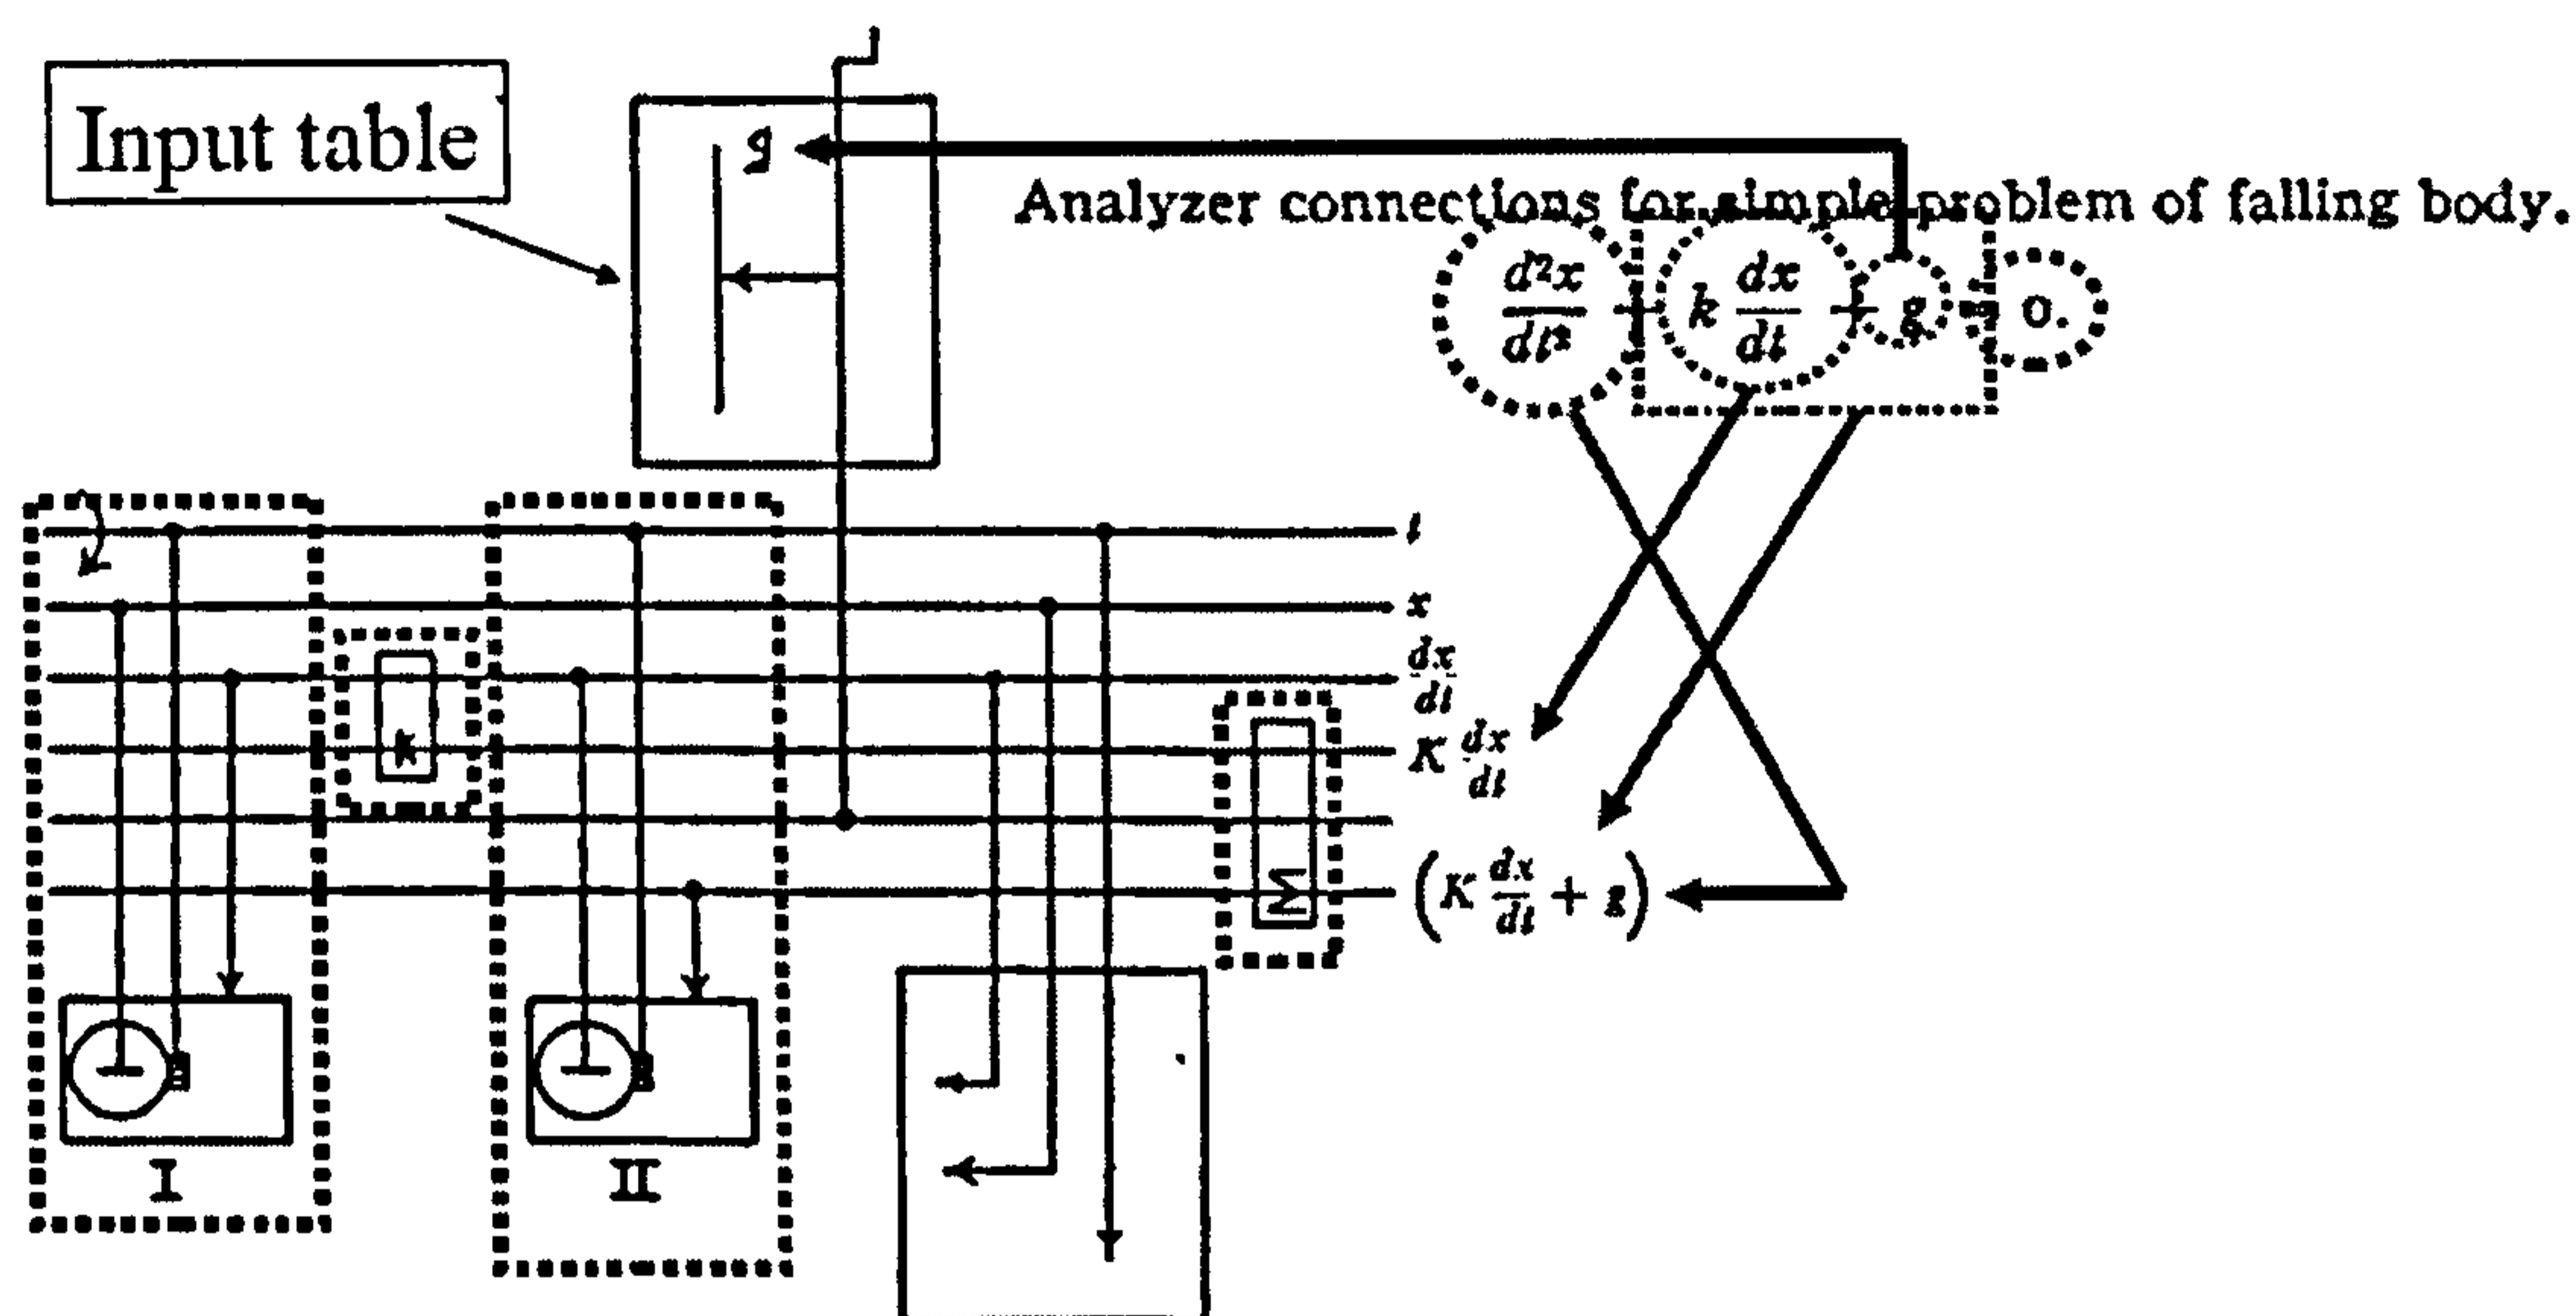 Input table
g
Analyzer connections for simple problem of falling body.
d²x/dt² + k dx/dt + g = 0.
t
x
dx/dt
K
K dx/dt
Σ
(K dx/dt + g)
I
II